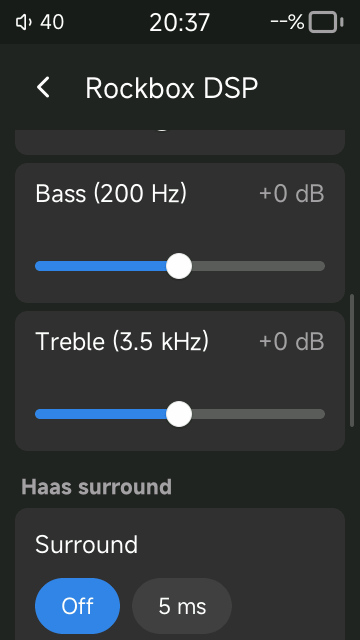 40 20:37 --%
Rockbox DSP
Bass (200 Hz) +0 dB
Treble (3.5 kHz) +0 dB
Haas surround
Surround
Off 5 ms